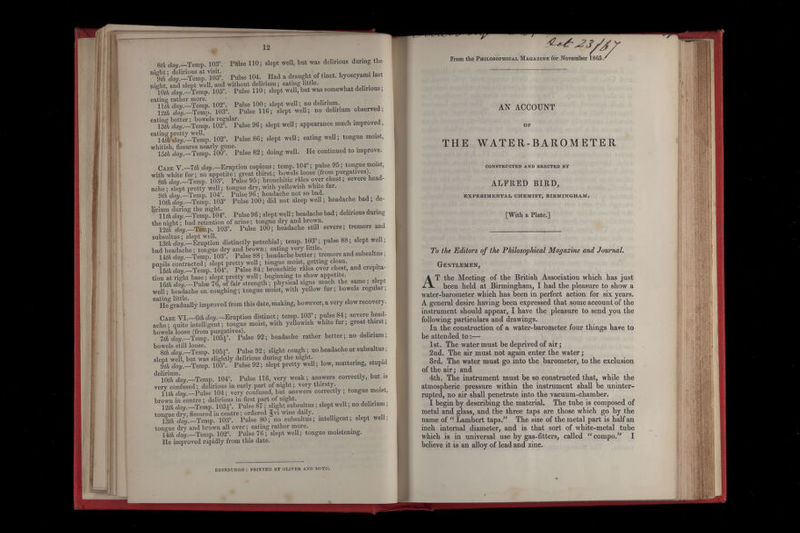 12
8th day.—Temp. 103°. Pulse 110; slept well, but was delirious during the
night; delirious at visit.
9th day.—Temp. 103°. Pulse 104. Had a draught of tinct. hyoscyami last
night, and slept well, and without delirium; eating little.
10th day.—Temp. 103°. Pulse 110; slept well, but was somewhat delirious;
eating rather more.
11th day.—Temp. 102°. Pulse 100; slept well; no delirium.
12th day.—Temp. 103°. Pulse 116; slept well; no delirium observed;
eating better; bowels regular.
13th day.—Temp. 102°. Pulse 96; slept well; appearance much improved;
eating pretty well.
14th day.—Temp. 102°. Pulse 86; slept well; eating well; tongue moist,
whitish, fissures nearly gone.
15th day.—Temp. 100°. Pulse 82; doing well. He continued to improve.
CASE V.—7th day.—Eruption copious; temp. 104°; pulse 95; tongue moist,
with white fur; no appetite; great thirst; bowels loose (from purgatives).
8th day.—Temp. 103°. Pulse 95; bronchitic râles over chest; severe head-
ache; slept pretty well; tongue dry, with yellowish white fur.
9th day.—Temp. 104°. Pulse 96; headache not so bad.
10th day.—Temp. 103° Pulse 100; did not sleep well; headache bad; de-
lirium during the night.
11th day.—Temp. 104°. Pulse 96; slept well; headache bad; delirious during
the night; had retention of urine; tongue dry and brown.
12th day.—Temp. 103°. Pulse 100; headache still severe; tremors and
subsultus; slept well.
13th day.—Eruption distinctly petechial; temp. 103°; pulse 88; slept well;
bad headache; tongue dry and brown; eating very little.
14th day.—Temp. 103°. Pulse 88; headache better; tremors and subsultus;
pupils contracted; slept pretty well; tongue moist, getting clean.
15th day.—Temp. 104°. Pulse 84; bronchitic râles over chest, and crepita-
tion at right base; slept pretty well; beginning to show appetite.
16th day.—Pulse 76, of fair strength; physical signs much the same; slept
well; headache on coughing; tongue moist, with yellow fur; bowels regular;
eating little.
He gradually improved from this date, making, however, a very slow recovery.
CASE VI.—6th day.—Eruption distinct; temp. 103°; pulse 84; severe head-
ache; quite intelligent; tongue moist, with yellowish white fur; great thirst;
bowels loose (from purgatives).
7th day.—Temp. 105½°. Pulse 92; headache rather better; no delirium;
bowels still loose.
8th day.—Temp. 105½°. Pulse 92; slight cough; no headache or subsultus;
slept well, but was slightly delirious during the night.
9th day.—Temp. 105°. Pulse 92; slept pretty well; low, muttering, stupid
delirium.
10th day.—Temp. 104°. Pulse 116, very weak; answers correctly, but is
very confused; delirious in early part of night; very thirsty.
11th day.—Pulse 104; very confused, but answers correctly; tongue moist,
brown in centre; delirious in first part of night.
12th day.—Temp. 103½°. Pulse 87; slight subsultus; slept well; no delirium;
tongue dry, fissured in centre; ordered ℥vi wine daily.
13th day.—Temp. 103°. Pulse 80; no subsultus; intelligent; slept well;
tongue dry and brown all over; eating rather more.
14th day.—Temp. 102°. Pulse 76; slept well; tongue moistening.
He improved rapidly from this date.
EDINBURGH: PRINTED BY OLIVER AND BOYD.
Oct 23/67
From the PHILOSOPHICAL MAGAZINE for November 1865.
AN ACCOUNT
OF
THE WATER-BAROMETER
CONSTRUCTED AND ERECTED BY
ALFRED BIRD,
EXPERIMENTAL CHEMIST, BIRMINGHAM.
[With a Plate.]
To the Editors of the Philosophical Magazine and Journal.
GENTLEMEN,
AT the Meeting of the British Association which has just
been held at Birmingham, I had the pleasure to show a
water-barometer which has been in perfect action for six years.
A general desire having been expressed that some account of the
instrument should appear, I have the pleasure to send you the
following particulars and drawings.
In the construction of a water-barometer four things have to
be attended to:—
1st. The water must be deprived of air;
2nd. The air must not again enter the water;
3rd. The water must go into the barometer, to the exclusion
of the air; and
4th. The instrument must be so constructed that, while the
atmospheric pressure within the instrument shall be uninter-
rupted, no air shall penetrate into the vacuum-chamber.
I begin by describing the material. The tube is composed of
metal and glass, and the three taps are those which go by the
name of "Lambert taps." The size of the metal part is half an
inch internal diameter, and is that sort of white-metal tube
which is in universal use by gas-fitters, called "compo." I
believe it is an alloy of lead and zinc.